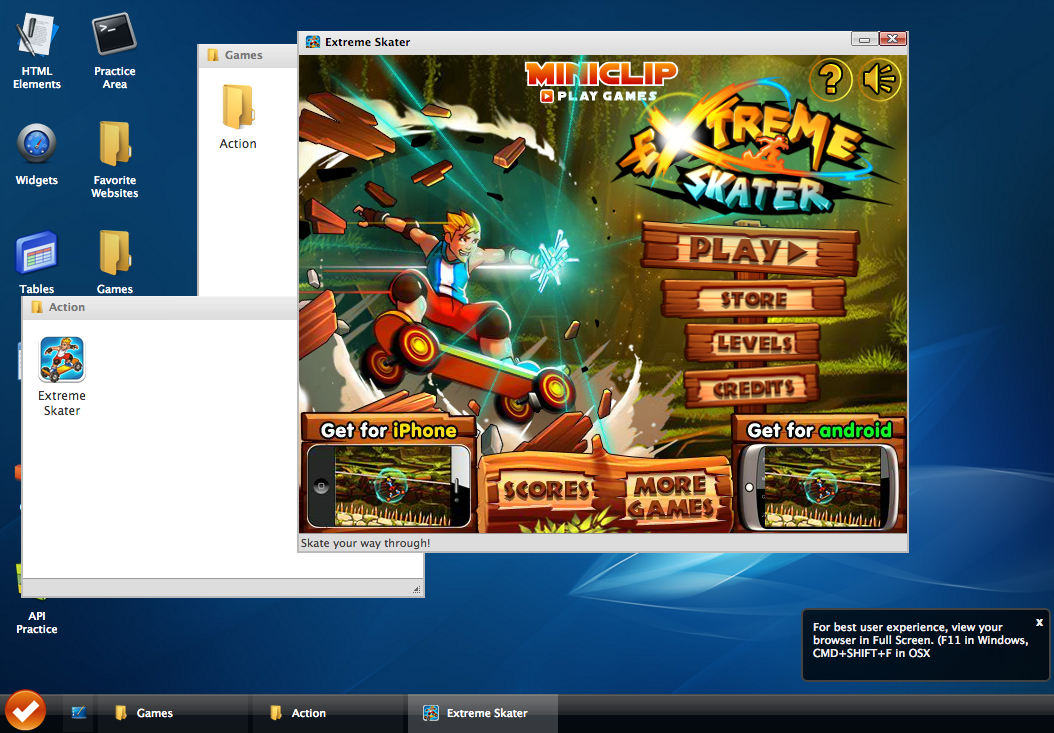 HTML
Elements
Practice
Area
Widgets
Favorite
Websites
Tables
Games
Games
Action
Action
Extreme
Skater
Extreme Skater
MINICLIP
PLAY GAMES
?
EXTREME
SKATER
PLAY
STORE
LEVELS
CREDITS
Get for iPhone
SCORES
MORE
GAMES
Get for android
Skate your way through!
API
Practice
For best user experience, view your
browser in Full Screen. (F11 in Windows,
CMD+SHIFT+F in OSX
x
Games
Action
Extreme Skater